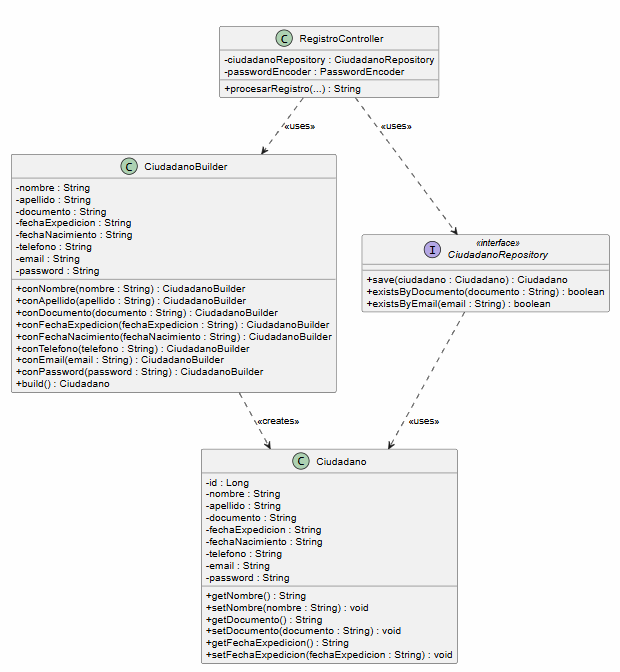 C RegistroController
-ciudadanoRepository : CiudadanoRepository
-passwordEncoder : PasswordEncoder
+procesarRegistro(...) : String
«uses»
«uses»
C CiudadanoBuilder
-nombre : String
-apellido : String
-documento : String
-fechaExpedicion : String
-fechaNacimiento : String
-telefono : String
-email : String
-password : String
+conNombre(nombre : String) : CiudadanoBuilder
+conApellido(apellido : String) : CiudadanoBuilder
+conDocumento(documento : String) : CiudadanoBuilder
+conFechaExpedicion(fechaExpedicion : String) : CiudadanoBuilder
+conFechaNacimiento(fechaNacimiento : String) : CiudadanoBuilder
+conTelefono(telefono : String) : CiudadanoBuilder
+conEmail(email : String) : CiudadanoBuilder
+conPassword(password : String) : CiudadanoBuilder
+build() : Ciudadano
«interface»
I CiudadanoRepository
+save(ciudadano : Ciudadano) : Ciudadano
+existsByDocumento(documento : String) : boolean
+existsByEmail(email : String) : boolean
«creates»
«uses»
C Ciudadano
-id : Long
-nombre : String
-apellido : String
-documento : String
-fechaExpedicion : String
-fechaNacimiento : String
-telefono : String
-email : String
-password : String
+getNombre() : String
+setNombre(nombre : String) : void
+getDocumento() : String
+setDocumento(documento : String) : void
+getFechaExpedicion() : String
+setFechaExpedicion(fechaExpedicion : String) : void